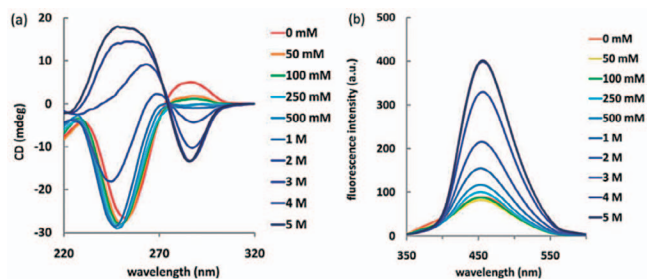 (a)
20
10
0
-10
-20
-30
CD (mdeg)
220
270
320
wavelength (nm)
0 mM
50 mM
100 mM
250 mM
500 mM
1 M
2 M
3 M
4 M
5 M
(b)
500
400
300
200
100
0
fluorescence intensity (a.u.)
350
450
550
wavelength (nm)
0 mM
50 mM
100 mM
250 mM
500 mM
1 M
2 M
3 M
4 M
5 M